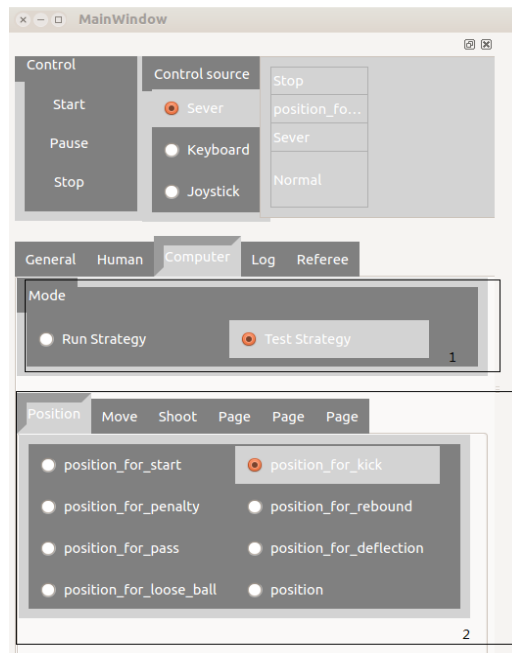 MainWindow
Control
Start
Pause
Stop
Control source
Sever
Keyboard
Joystick
Stop
position_fo...
Sever
Normal
General Human Computer Log Referee
Mode
Run Strategy Test Strategy
1
Position Move Shoot Page Page Page
position_for_start position_for_kick
position_for_penalty position_for_rebound
position_for_pass position_for_deflection
position_for_loose_ball position
2